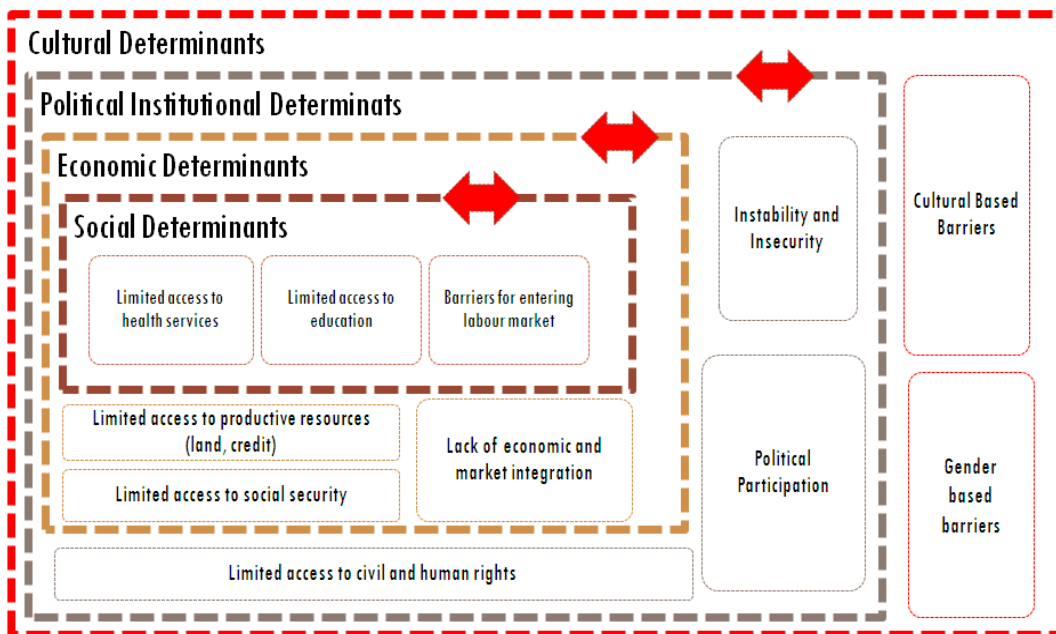 Cultural Determinants
Political Institutional Determinats
Economic Determinants
Social Determinants
Limited access to
health services
Limited access to
education
Barriers for entering
labour market
Limited access to productive resources
(land, credit)
Limited access to social security
Lack of economic and
market integration
Limited access to civil and human rights
Instability and
Insecurity
Political
Participation
Cultural Based
Barriers
Gender
based
barriers